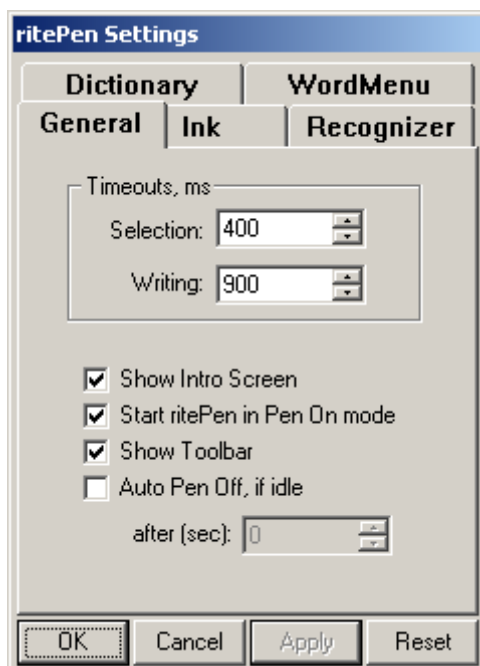 ritePen Settings
Dictionary WordMenu
General Ink Recognizer
Timeouts, ms
Selection: 400
Writing: 900
Show Intro Screen
Start ritePen in Pen On mode
Show Toolbar
Auto Pen Off, if idle
after (sec): 0
OK Cancel Apply Reset